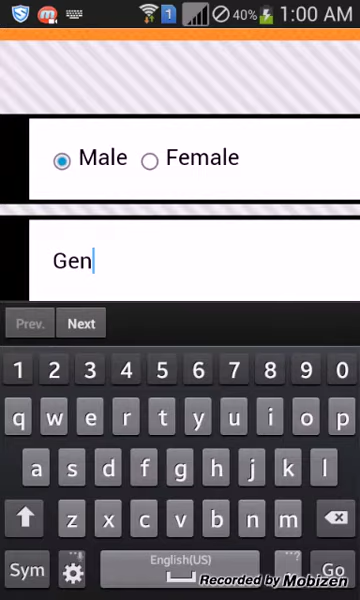 1 40% 1:00 AM
Male Female
Gen
Prev. Next
1 2 3 4 5 6 7 8 9 0
q w e r t y u i o p
a s d f g h j k l
z x c v b n m
Sym English(US) ...? Go
Recorded by Mobizen